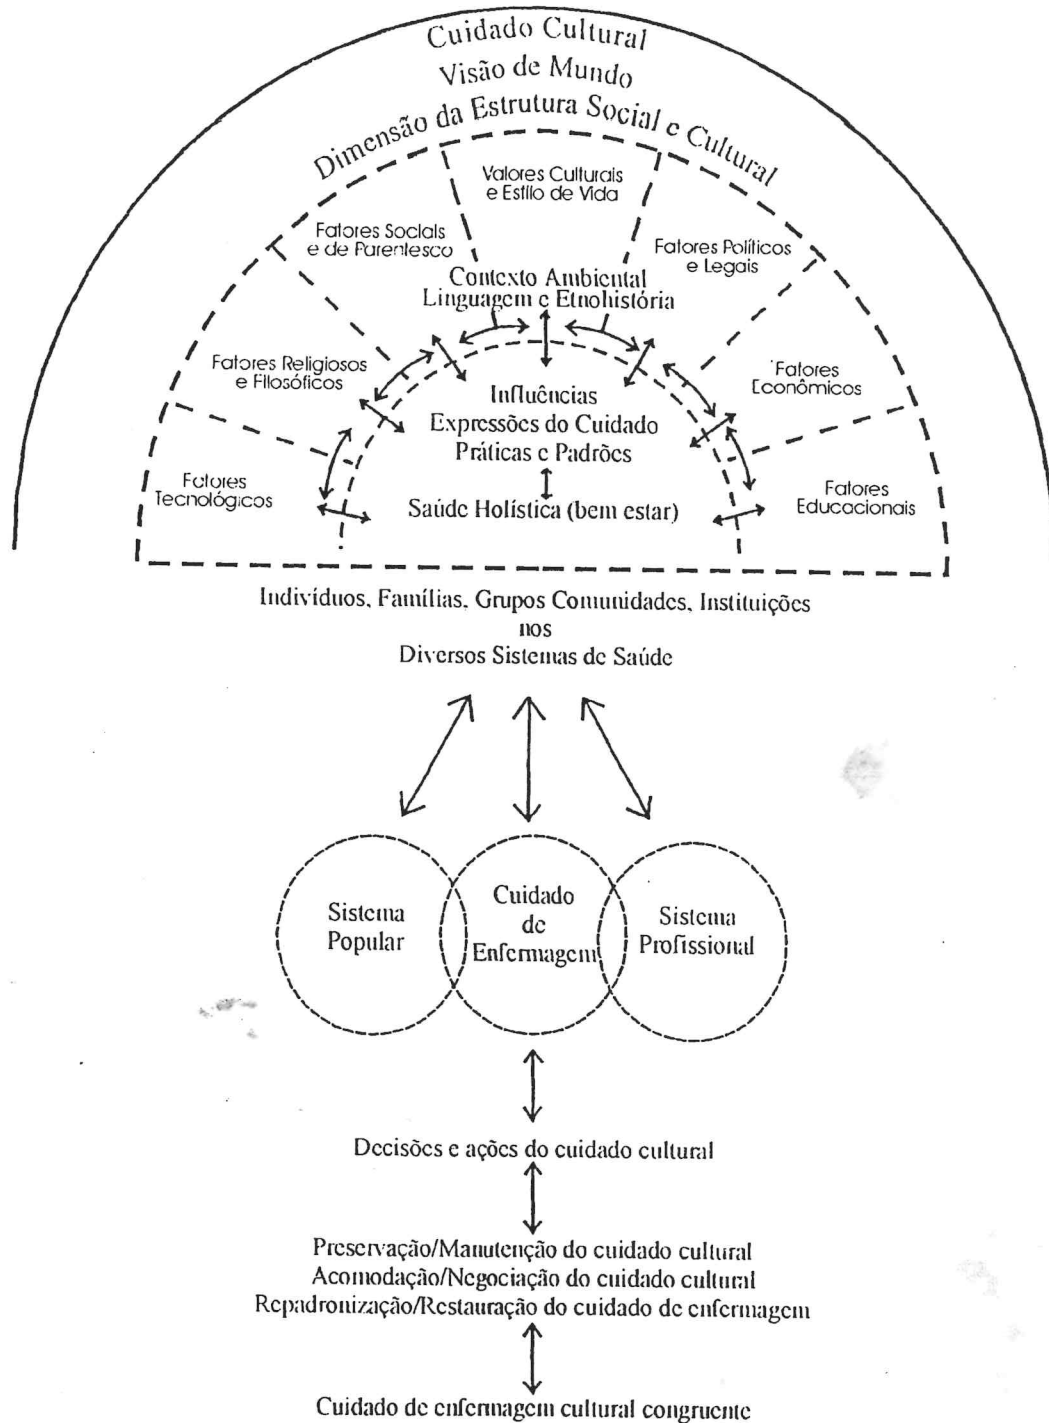 Cuidado Cultural
Visão de Mundo
Dimensão da Estrutura Social e Cultural
Valores Culturais
e Estilo de Vida
Fatores Sociais
e de Parentesco
Fatores Políticos
e Legais
Contexto Ambiental
Linguagem e Etnohistória
Fatores Religiosos
e Filosóficos
Fatores
Econômicos
Influências
Expressões do Cuidado
Práticas e Padrões
Fatores
Tecnológicos
Saúde Holística (bem estar)
Fatores
Educacionais
Indivíduos, Famílias, Grupos Comunidades, Instituições
nos
Diversos Sistemas de Saúde
Sistema
Popular
Cuidado
de
Enfermagem
Sistema
Profissional
Decisões e ações do cuidado cultural
Preservação/Manutenção do cuidado cultural
Acomodação/Negociação do cuidado cultural
Repadronização/Restauração do cuidado de enfermagem
Cuidado de enfermagem cultural congruente